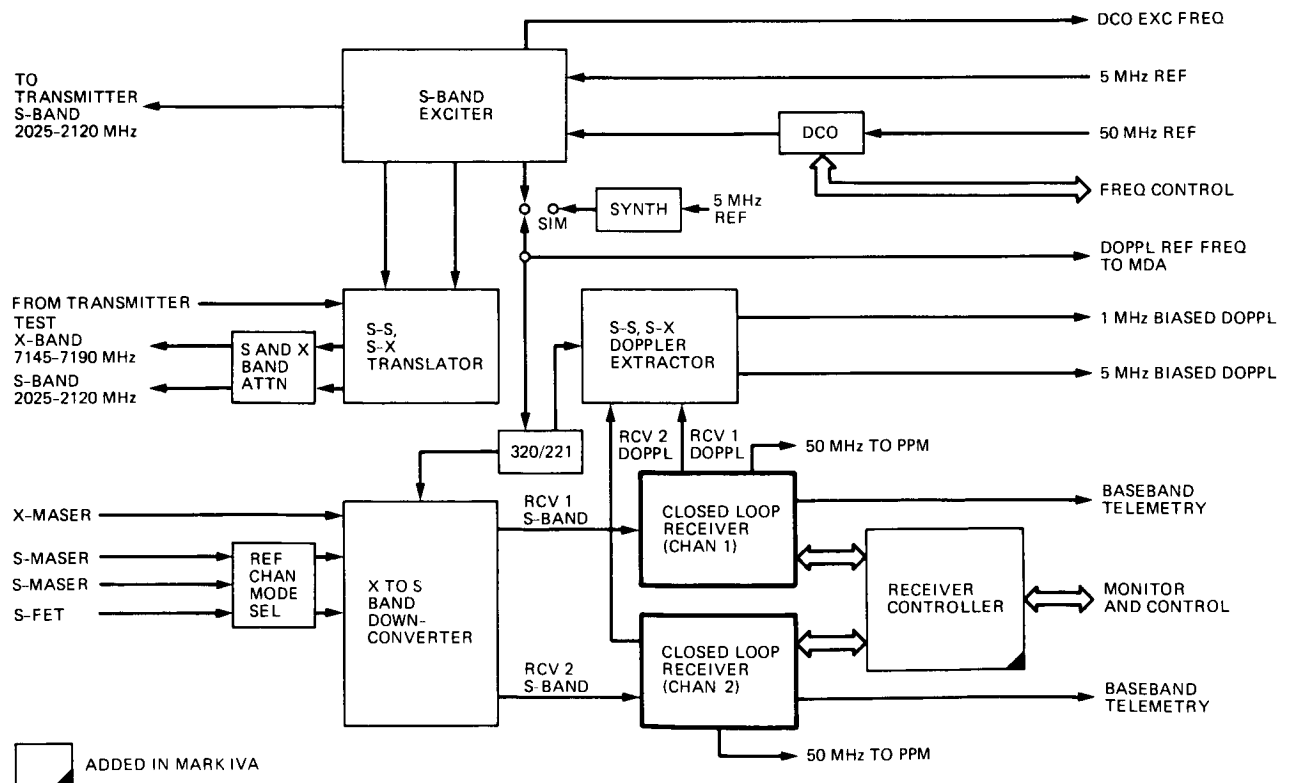 DCO EXC FREQ
TO
TRANSMITTER
S-BAND
2025-2120 MHz
S-BAND
EXCITER
5 MHz REF
DCO
50 MHz REF
FREQ CONTROL
SIM
SYNTH
5 MHz
REF
DOPPL REF FREQ
TO MDA
FROM TRANSMITTER
TEST
X-BAND
7145-7190 MHz
S-BAND
2025-2120 MHz
S AND X
BAND
ATTN
S-S,
S-X
TRANSLATOR
S-S, S-X
DOPPLER
EXTRACTOR
1 MHz BIASED DOPPL
5 MHz BIASED DOPPL
320/221
RCV 2
DOPPL
RCV 1
DOPPL
50 MHz TO PPM
X-MASER
S-MASER
S-MASER
S-FET
REF
CHAN
MODE
SEL
X TO S
BAND
DOWN-
CONVERTER
RCV 1
S-BAND
CLOSED LOOP
RECEIVER
(CHAN 1)
BASEBAND
TELEMETRY
RECEIVER
CONTROLLER
MONITOR
AND CONTROL
RCV 2
S-BAND
CLOSED LOOP
RECEIVER
(CHAN 2)
BASEBAND
TELEMETRY
50 MHz TO PPM
ADDED IN MARK IVA